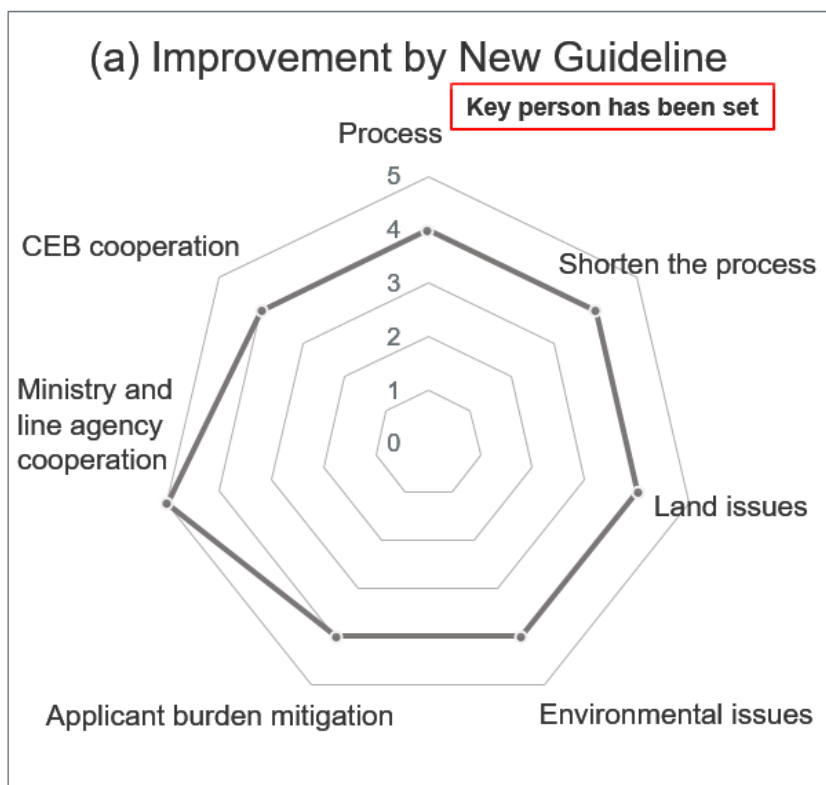 (a) Improvement by New Guideline
Key person has been set
Process
5
4
3
2
1
0
CEB cooperation
Shorten the process
Ministry and
line agency
cooperation
Land issues
Applicant burden mitigation
Environmental issues